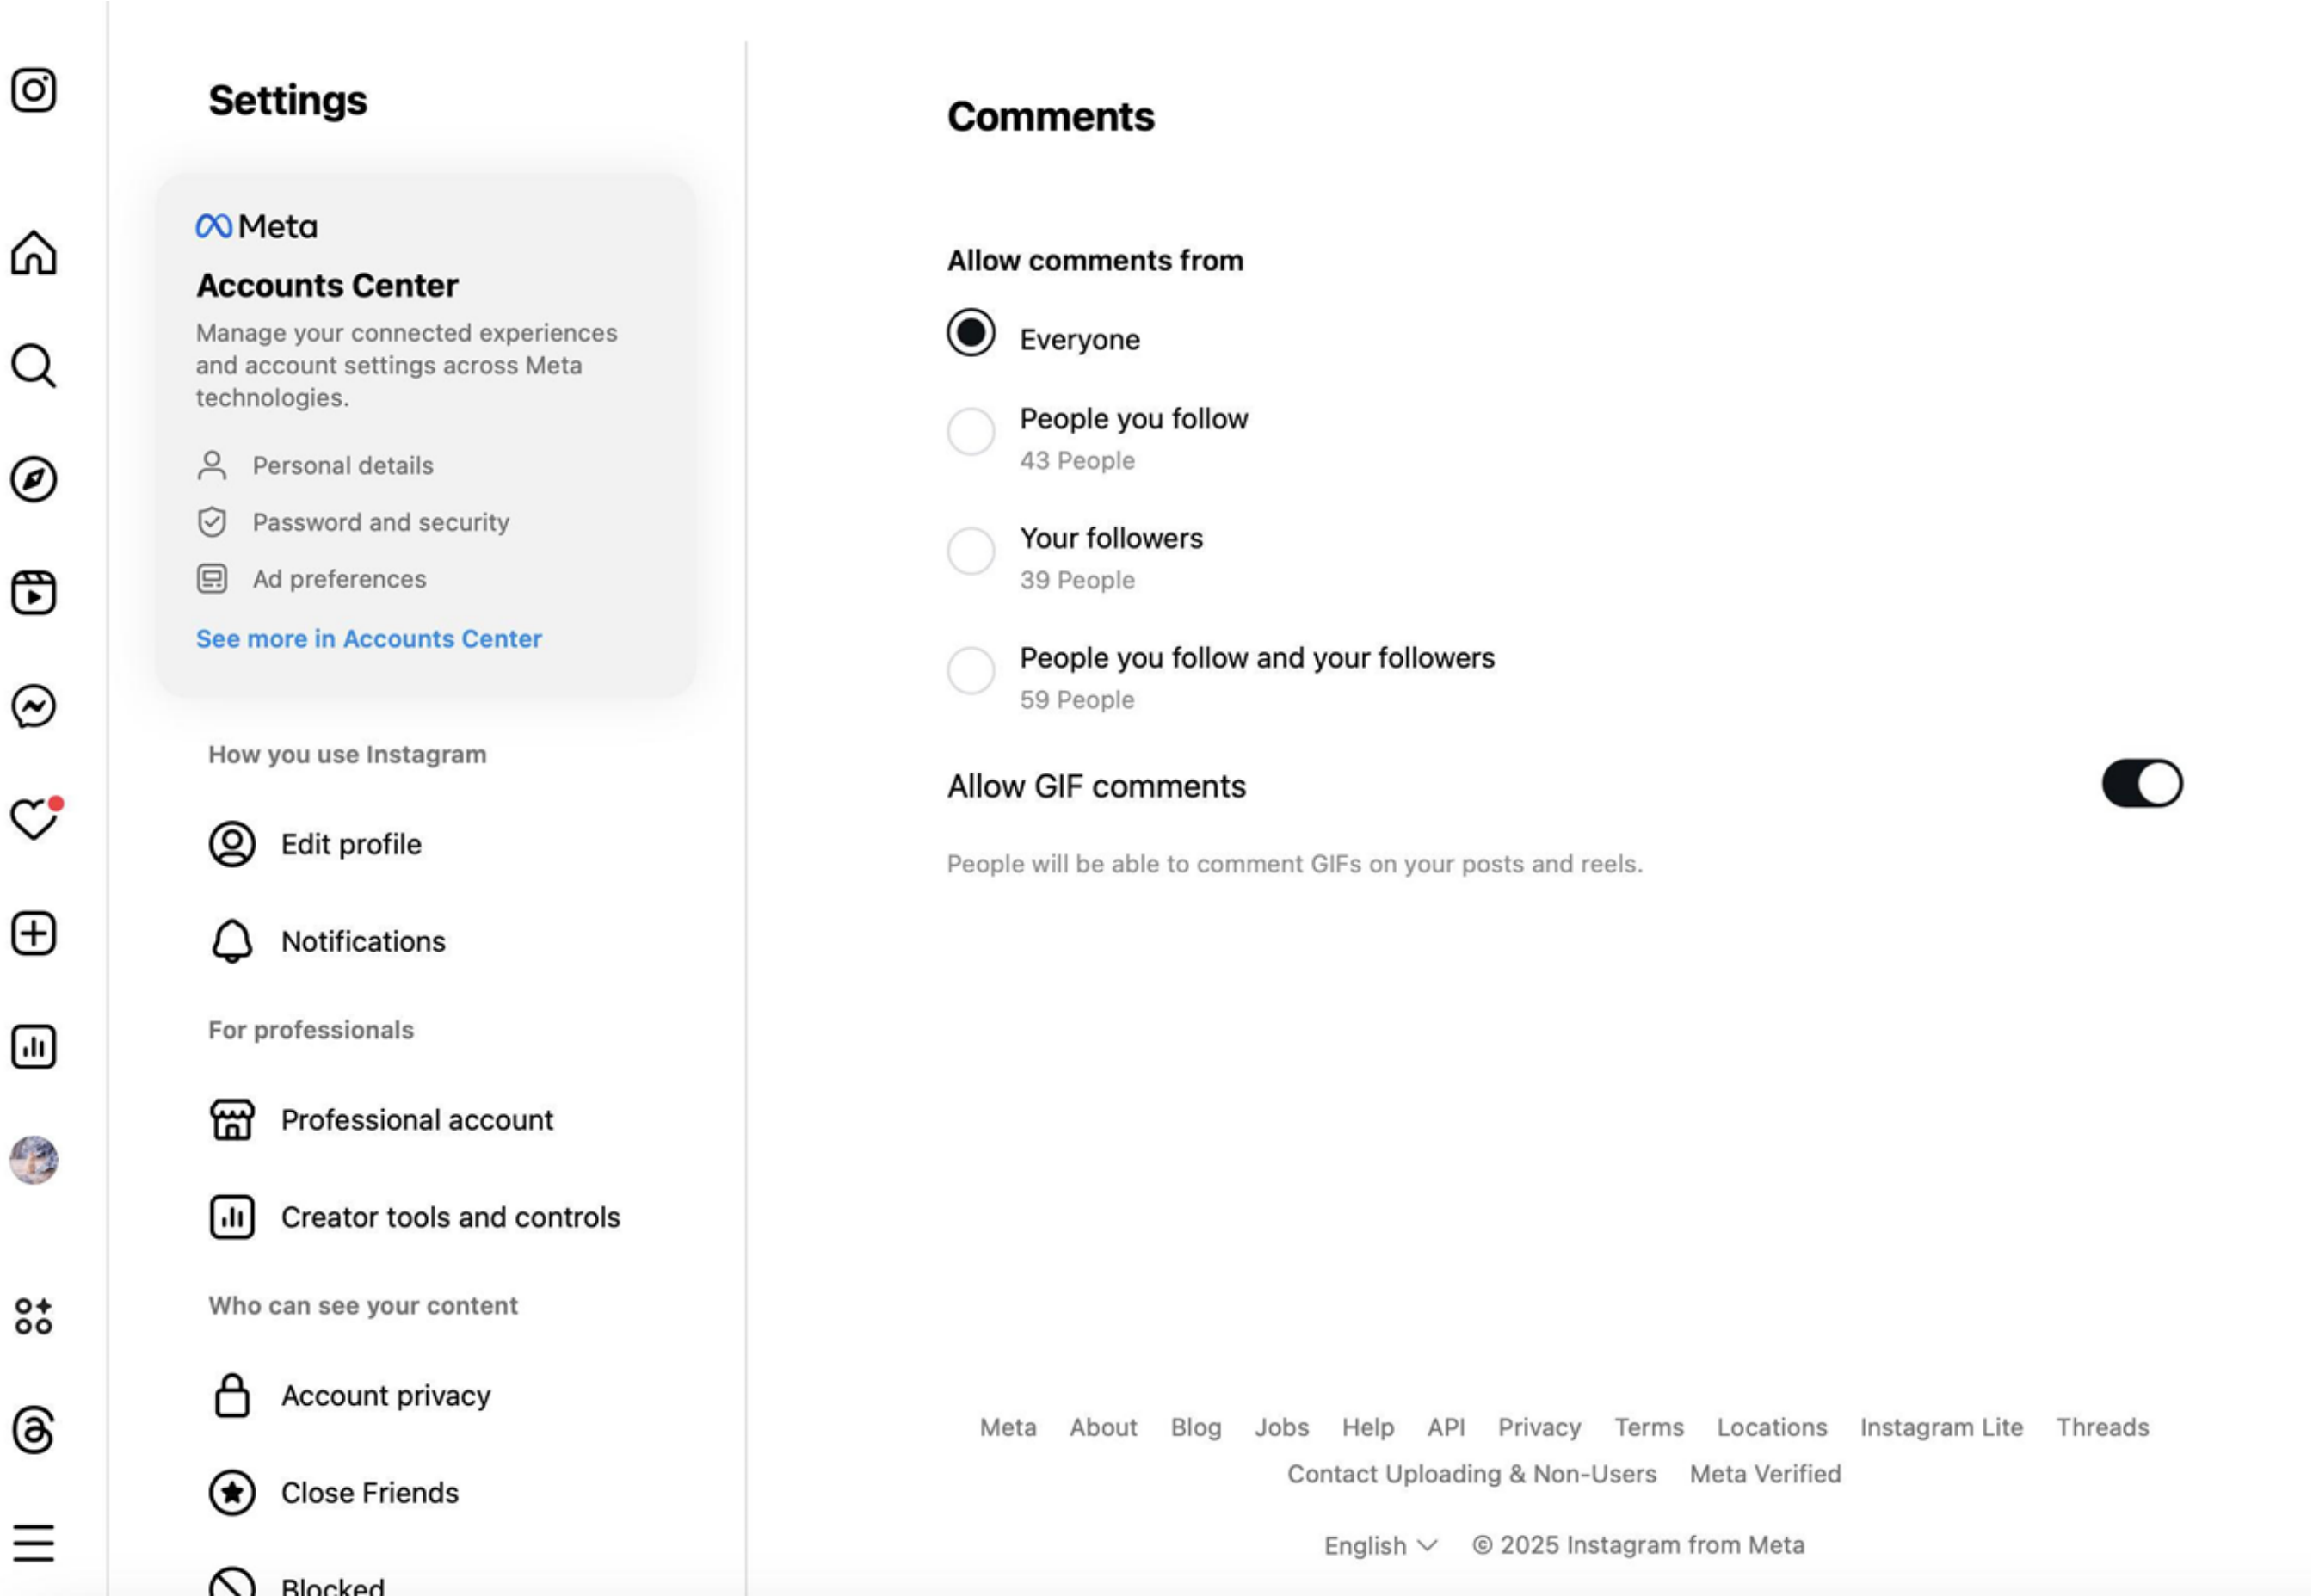 Settings
Meta
Accounts Center
Manage your connected experiences
and account settings across Meta
technologies.
Personal details
Password and security
Ad preferences
See more in Accounts Center
How you use Instagram
Edit profile
Notifications
For professionals
Professional account
Creator tools and controls
Who can see your content
Account privacy
Close Friends
Blocked
Comments
Allow comments from
Everyone
People you follow
43 People
Your followers
39 People
People you follow and your followers
59 People
Allow GIF comments
People will be able to comment GIFs on your posts and reels.
Meta About Blog Jobs Help API Privacy Terms Locations Instagram Lite Threads
Contact Uploading & Non-Users Meta Verified
English © 2025 Instagram from Meta